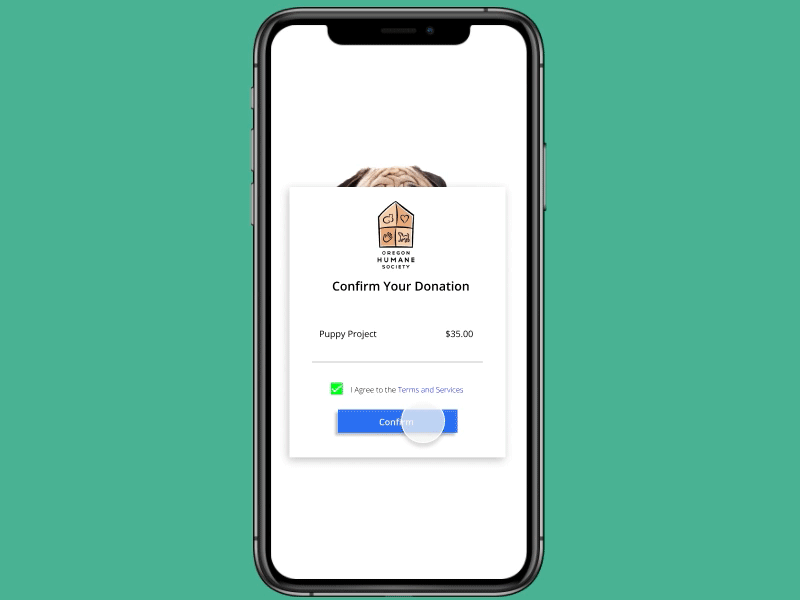 OREGON
HUMANE
SOCIETY
Confirm Your Donation
Puppy Project $35.00
I Agree to the Terms and Services
Confirm